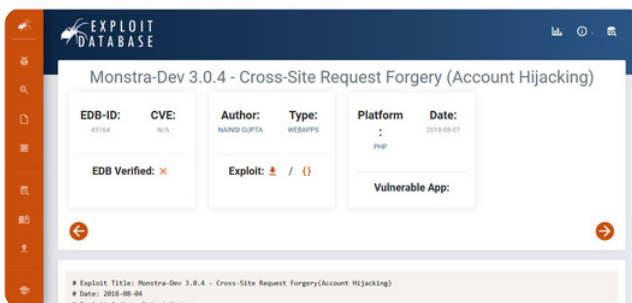 EXPLOIT
DATABASE
Monstra-Dev 3.0.4 - Cross-Site Request Forgery (Account Hijacking)
EDB-ID:
45164
CVE:
N/A
EDB Verified: ×
Author:
NAINSI GUPTA
Type:
WEBAPPS
Exploit: / {}
Platform
:
PHP
Date:
2018-08-07
Vulnerable App:
# Exploit Title: Monstra-Dev 3.0.4 - Cross-Site Request Forgery(Account Hijacking)
# Date: 2018-08-04